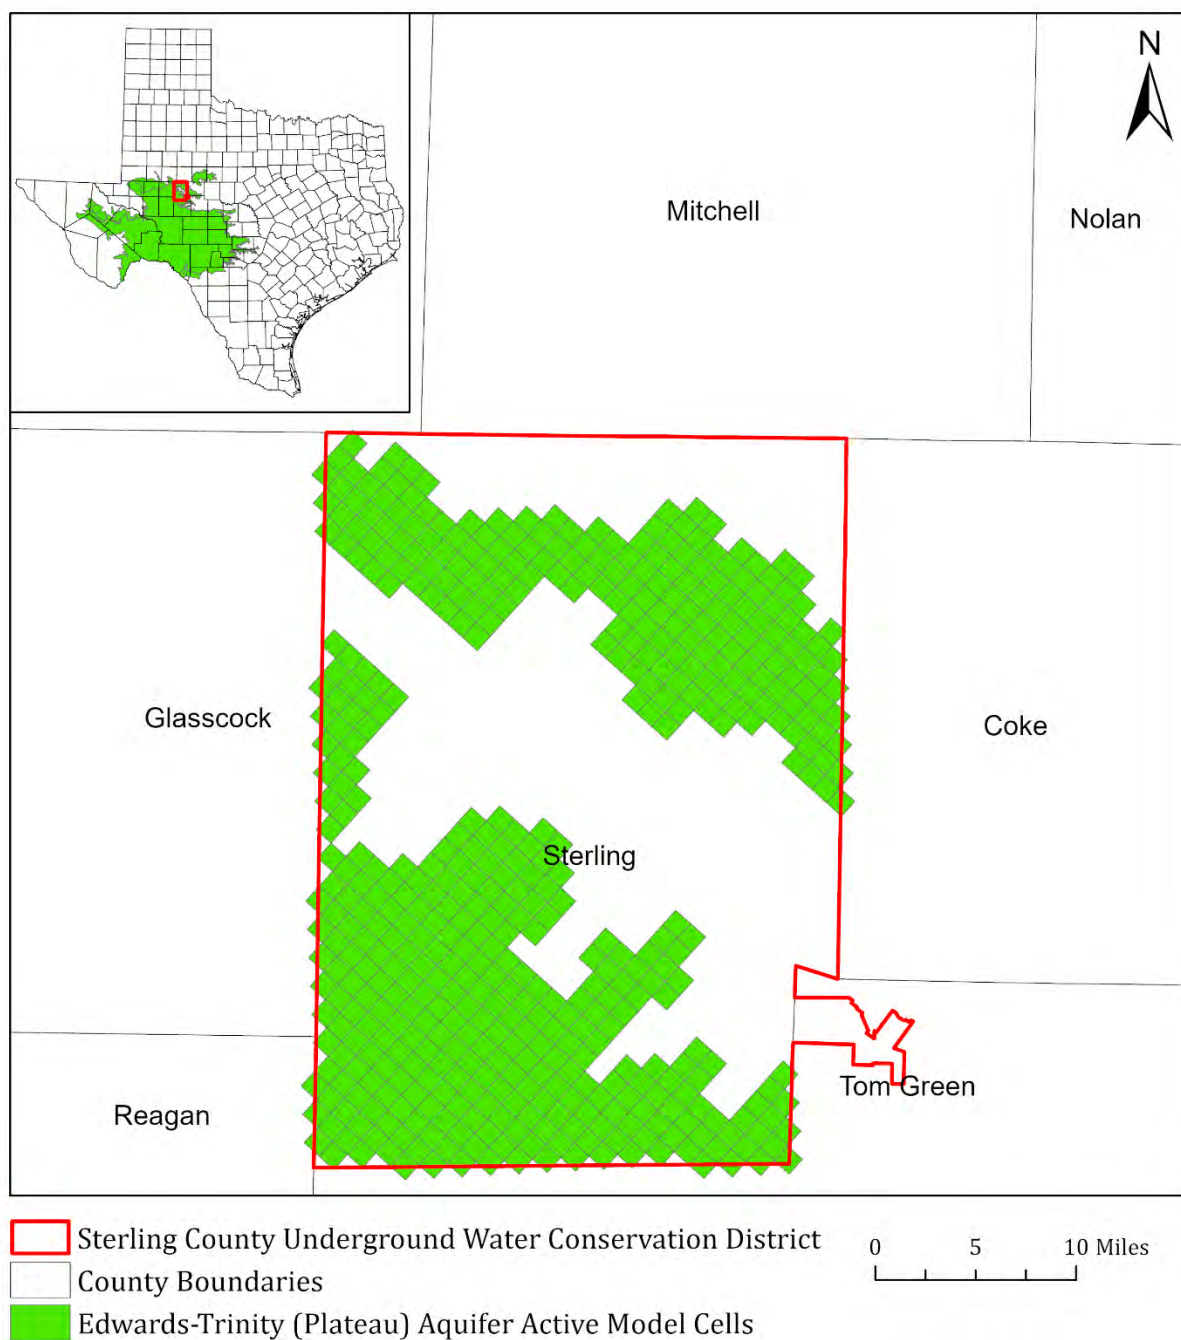 N
Mitchell
Nolan
Glasscock
Coke
Sterling
Tom Green
Reagan
Sterling County Underground Water Conservation District
0 5 10 Miles
County Boundaries
Edwards-Trinity (Plateau) Aquifer Active Model Cells